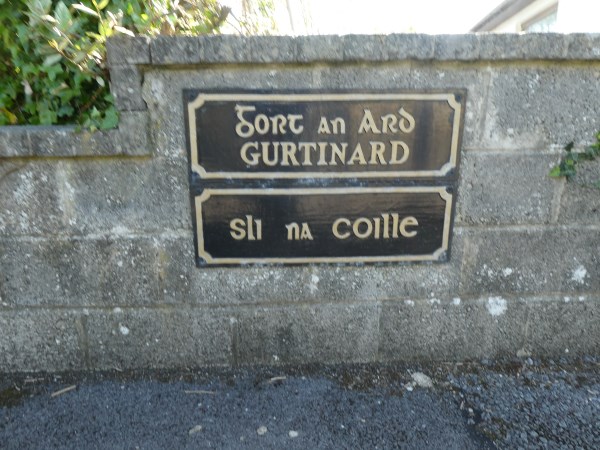 Gort an Ard
GURTINARD
Slí na Coille